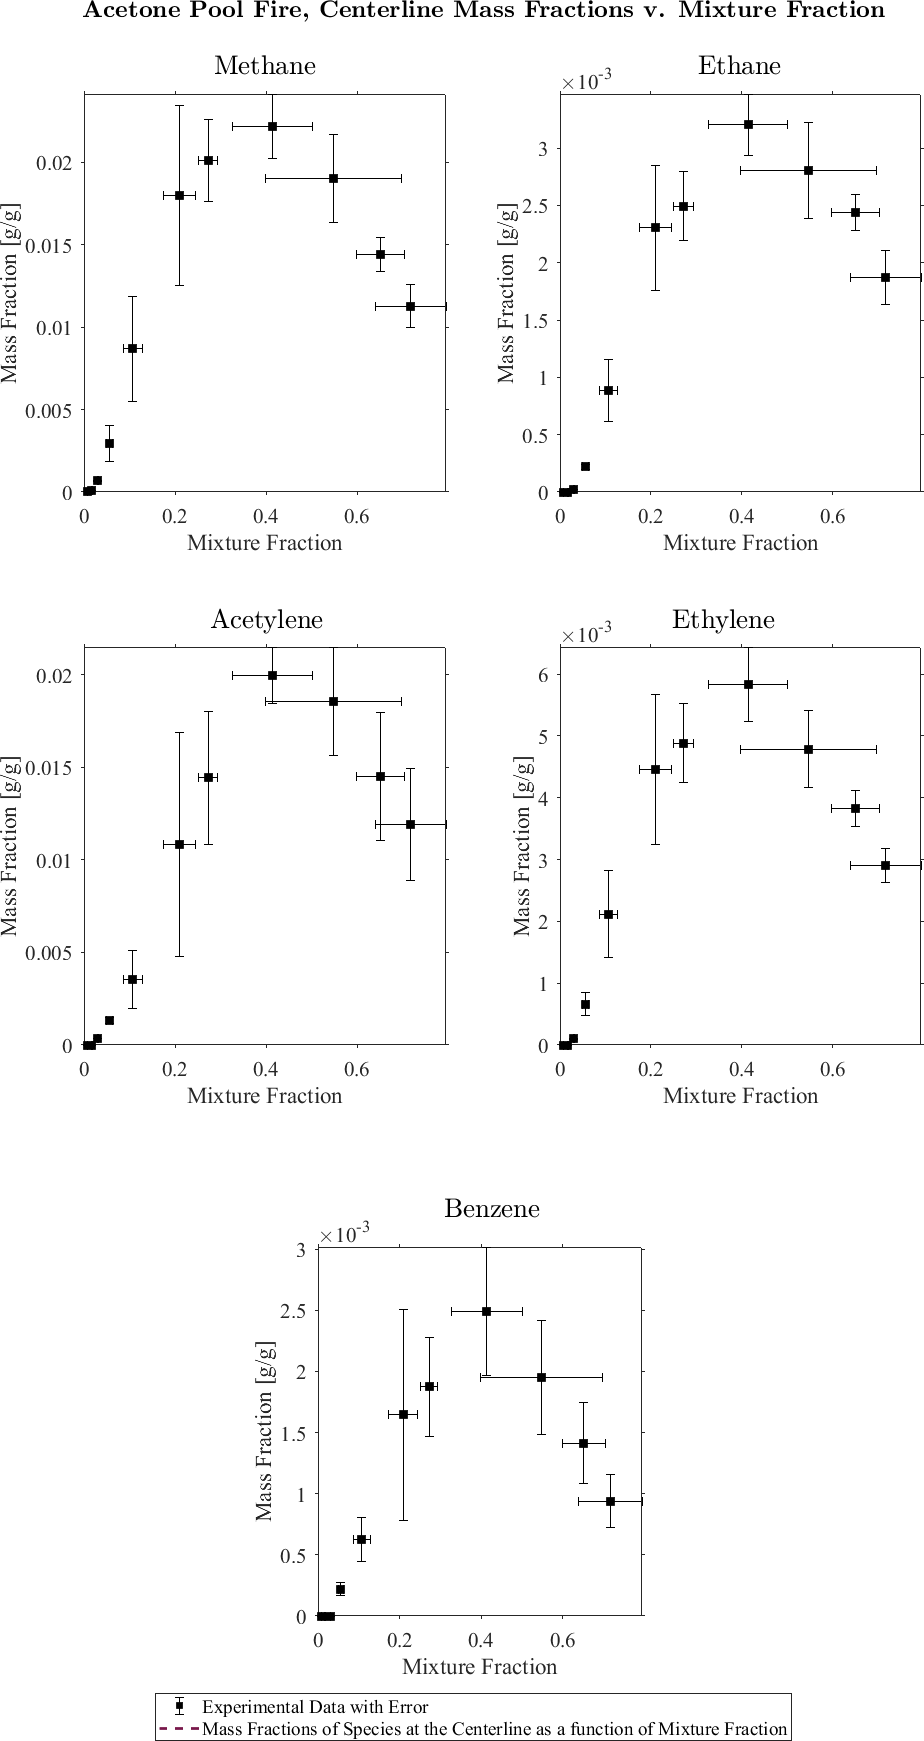 Acetone Pool Fire, Centerline Mass Fractions v. Mixture Fraction
Methane
Mass Fraction [g/g]
0.02
0.015
0.01
0.005
0
0 0.2 0.4 0.6
Mixture Fraction
Ethane
×10-3
Mass Fraction [g/g]
3
2.5
2
1.5
1
0.5
0
0 0.2 0.4 0.6
Mixture Fraction
Acetylene
Mass Fraction [g/g]
0.02
0.015
0.01
0.005
0
0 0.2 0.4 0.6
Mixture Fraction
Ethylene
×10-3
Mass Fraction [g/g]
6
5
4
3
2
1
0
0 0.2 0.4 0.6
Mixture Fraction
Benzene
×10-3
Mass Fraction [g/g]
3
2.5
2
1.5
1
0.5
0
0 0.2 0.4 0.6
Mixture Fraction
Experimental Data with Error
Mass Fractions of Species at the Centerline as a function of Mixture Fraction